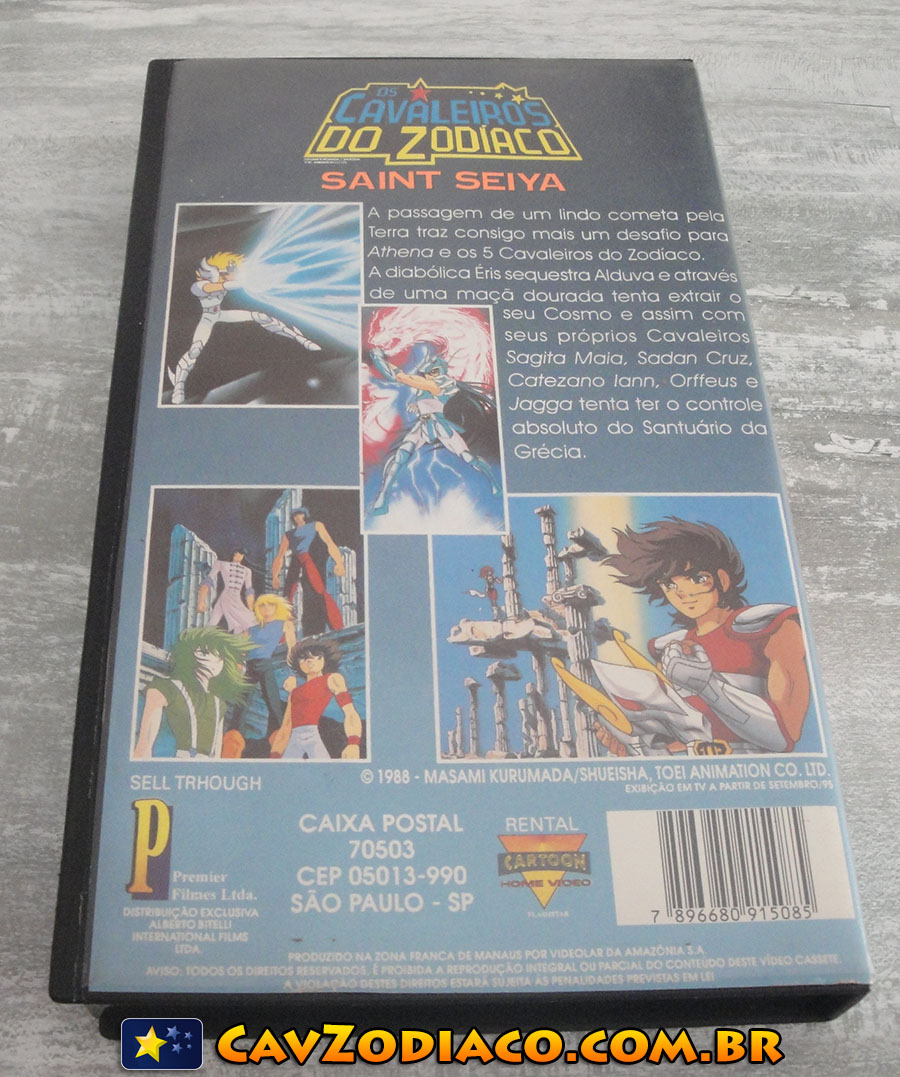 OS
CAVALEIROS
DO ZODÍACO
SAINT SEIYA
A passagem de um lindo cometa pela
Terra traz consigo mais um desafio para
Athena e os 5 Cavaleiros do Zodíaco.
A diabólica Éris sequestra Alduva e através
de uma maçã dourada tenta extrair o
seu Cosmo e assim com
seus próprios Cavaleiros
Sagita Maia, Sadan Cruz,
Catezano Iann, Orffeus e
Jagga tenta ter o controle
absoluto do Santuário da
Grécia.
SELL TRHOUGH
© 1988 - MASAMI KURUMADA/SHUEISHA, TOEI ANIMATION CO. LTD.
EXIBIÇÃO EM TV A PARTIR DE SETEMBRO/95
P
Premier
Filmes Ltda.
DISTRIBUIÇÃO EXCLUSIVA
ALBERTO BITELLI
INTERNATIONAL FILMS
LTDA.
CAIXA POSTAL
70503
CEP 05013-990
SÃO PAULO - SP
RENTAL
CARTOON
HOME VIDEO
7 896680 915085
PRODUZIDO NA ZONA FRANCA DE MANAUS POR VIDEOLAR DA AMAZÔNIA S.A.
AVISO: TODOS OS DIREITOS RESERVADOS. É PROIBIDA A REPRODUÇÃO INTEGRAL OU PARCIAL DO CONTEÚDO DESTE VÍDEO CASSETE.
A VIOLAÇÃO DESTES DIREITOS ESTARÁ SUJEITA ÀS PENALIDADES PREVISTAS EM LEI
CAVZODIACO.COM.BR